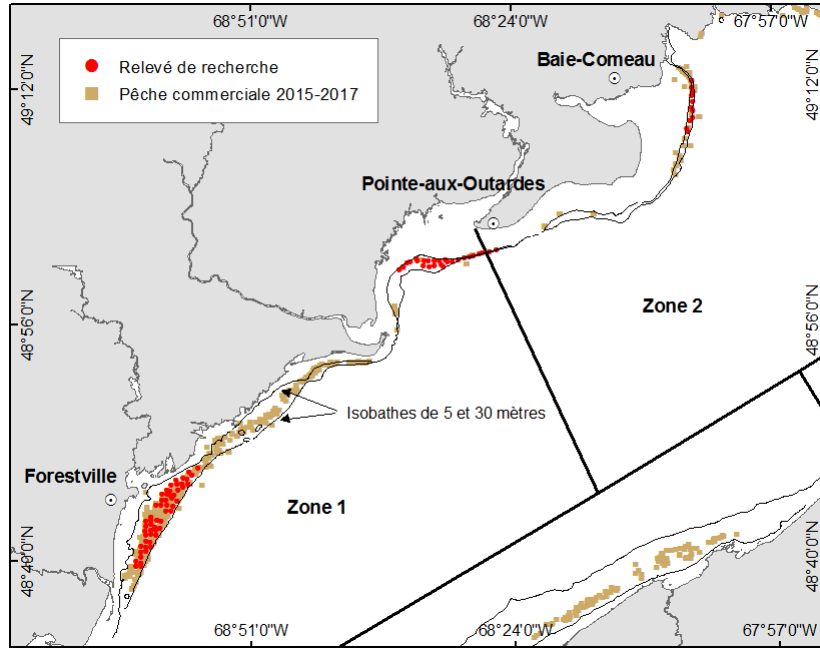 68°51'0"W
68°24'0"W
67°57'0"W
Relevé de recherche
Pêche commerciale 2015-2017
Baie-Comeau
49°12'0"N
49°12'0"N
Pointe-aux-Outardes
Zone 2
48°56'0"N
48°56'0"N
Isobathes de 5 et 30 mètres
Forestville
Zone 1
48°40'0"N
48°40'0"N
68°51'0"W
68°24'0"W
67°57'0"W